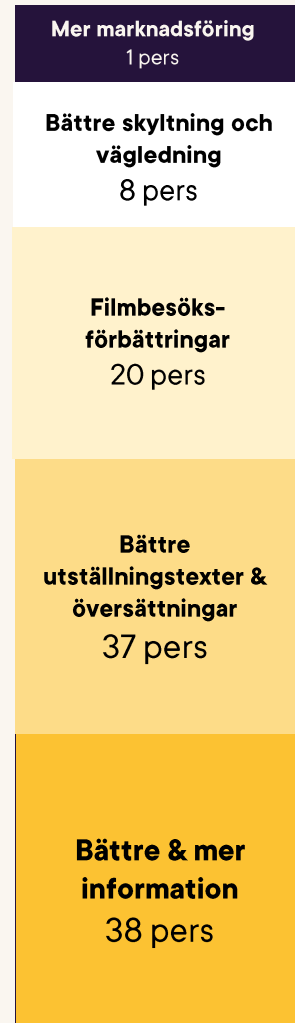 Mer marknadsföring
1 pers
Bättre skyltning och
vägledning
8 pers
Filmbesöks-
förbättringar
20 pers
Bättre
utställningstexter &
översättningar
37 pers
Bättre & mer
information
38 pers